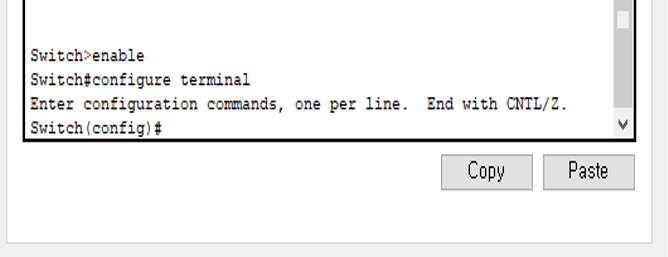 Switch>enable
Switch#configure terminal
Enter configuration commands, one per line.  End with CNTL/Z.
Switch(config)#
Copy Paste